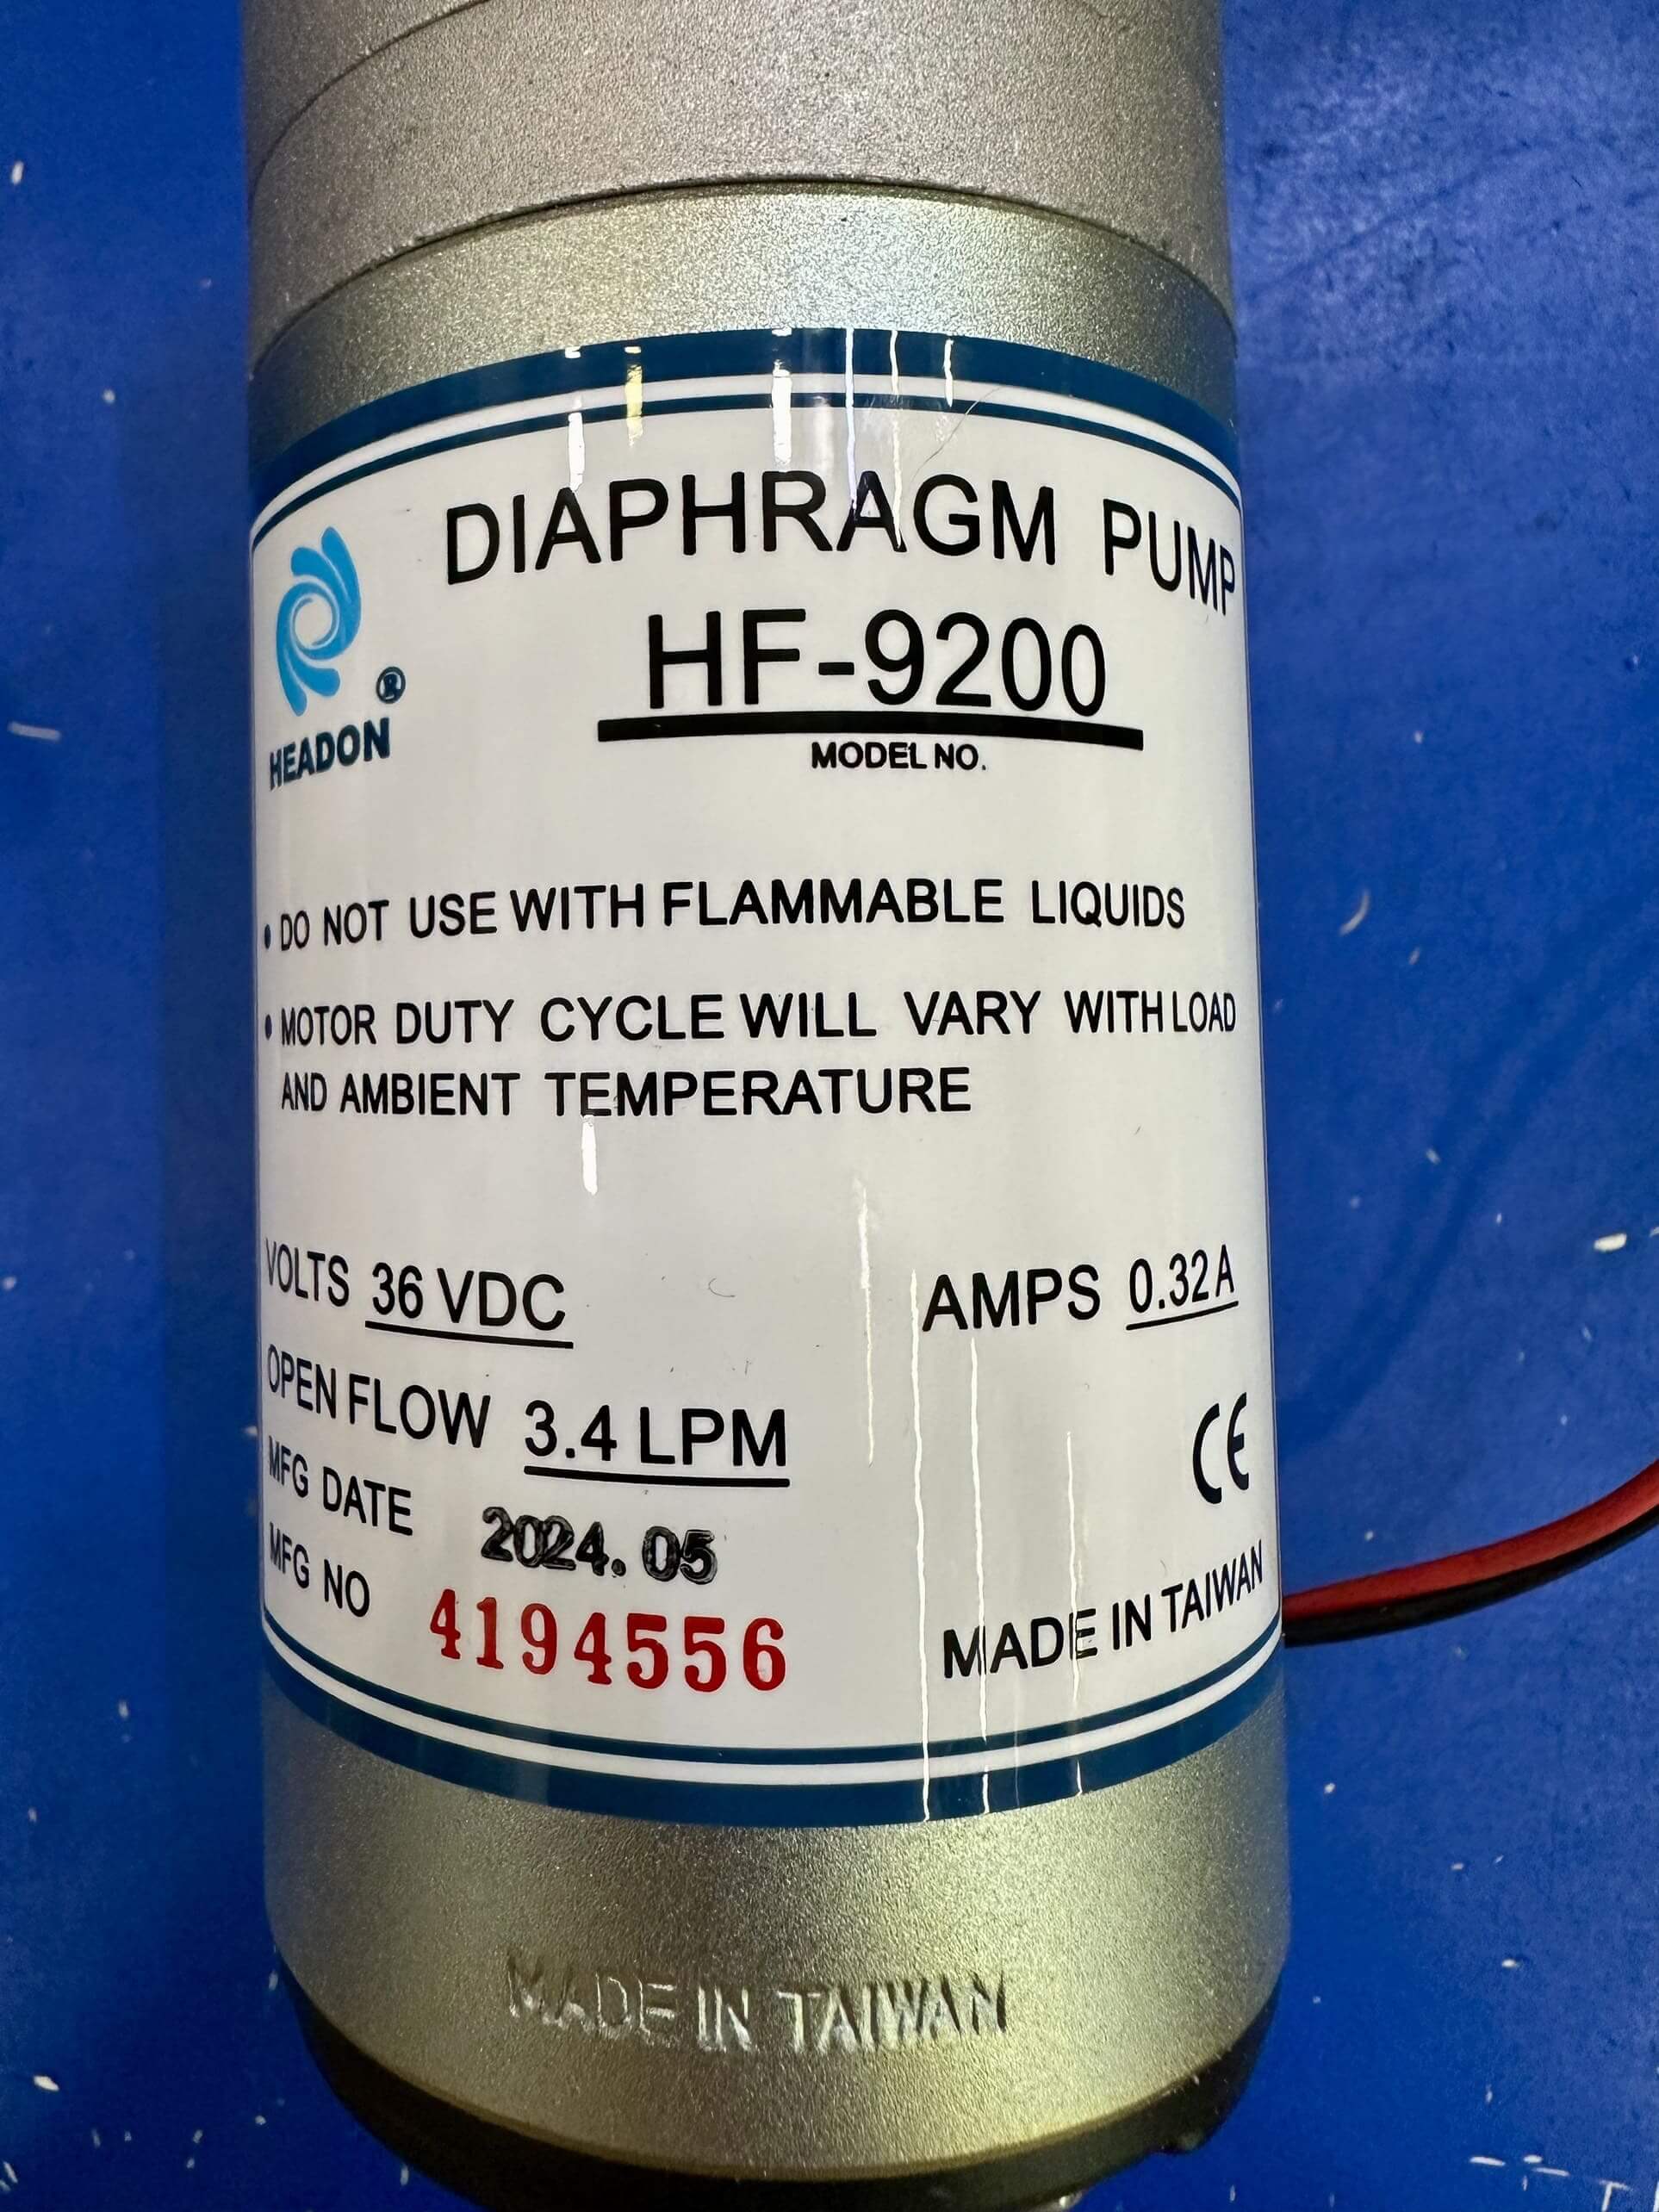 DIAPHRAGM PUMP
HF-9200
MODEL NO.
®
HEADON
• DO NOT USE WITH FLAMMABLE LIQUIDS
• MOTOR DUTY CYCLE WILL VARY WITH LOAD
AND AMBIENT TEMPERATURE
VOLTS 36 VDC
AMPS 0.32A
OPEN FLOW 3.4 LPM
CE
MFG DATE 2024.05
MFG NO 4194556
MADE IN TAIWAN
MADE IN TAIWAN